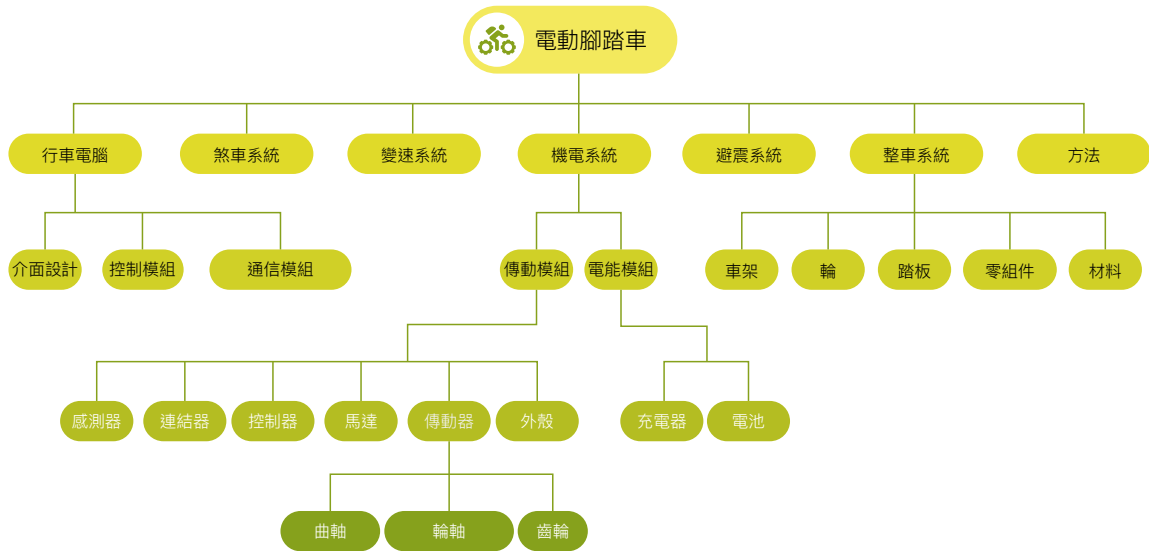 電動腳踏車
行車電腦
煞車系統
變速系統
機電系統
避震系統
整車系統
方法
介面設計
控制模組
通信模組
傳動模組
電能模組
車架
輪
踏板
零組件
材料
感測器
連結器
控制器
馬達
傳動器
外殼
充電器
電池
曲軸
輪軸
齒輪